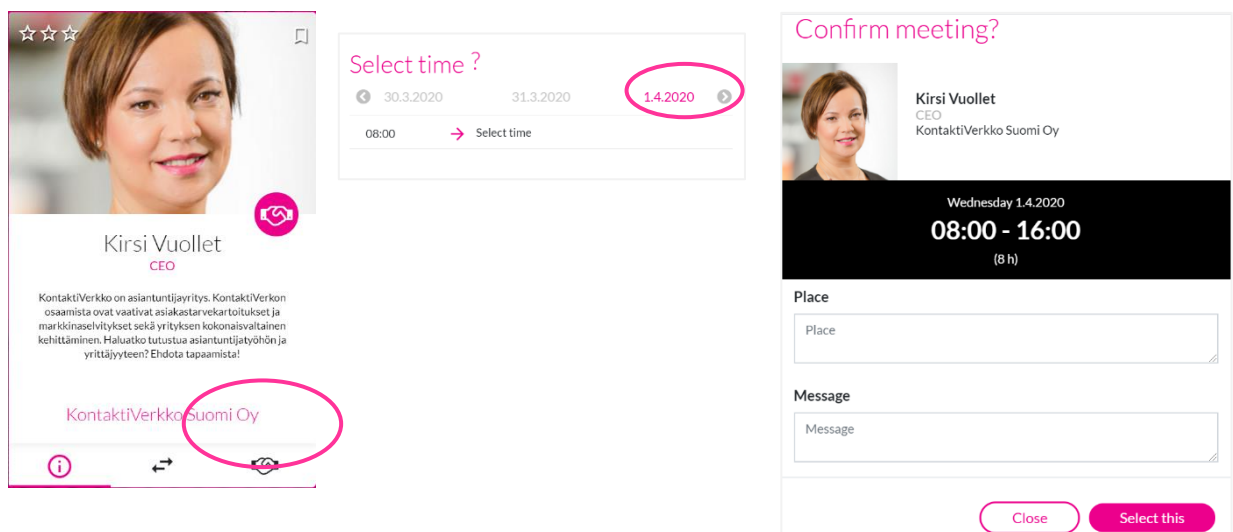 Kirsi Vuollet
CEO
KontaktiVerkko on asiantuntijayritys. KontaktiVerkon
osaamista ovat vaativat asiakastarvekartoitukset ja
markkinaselvitykset sekä yrityksen kokonaisvaltainen
kehittäminen. Haluatko tutustua asiantuntijatyöhön ja
yrittäjyyteen? Ehdota tapaamista!
KontaktiVerkko Suomi Oy
Select time ?
30.3.2020 31.3.2020 1.4.2020
08:00 Select time
Confirm meeting?
Kirsi Vuollet
CEO
KontaktiVerkko Suomi Oy
Wednesday 1.4.2020
08:00 - 16:00
(8 h)
Place
Place
Message
Message
Close Select this